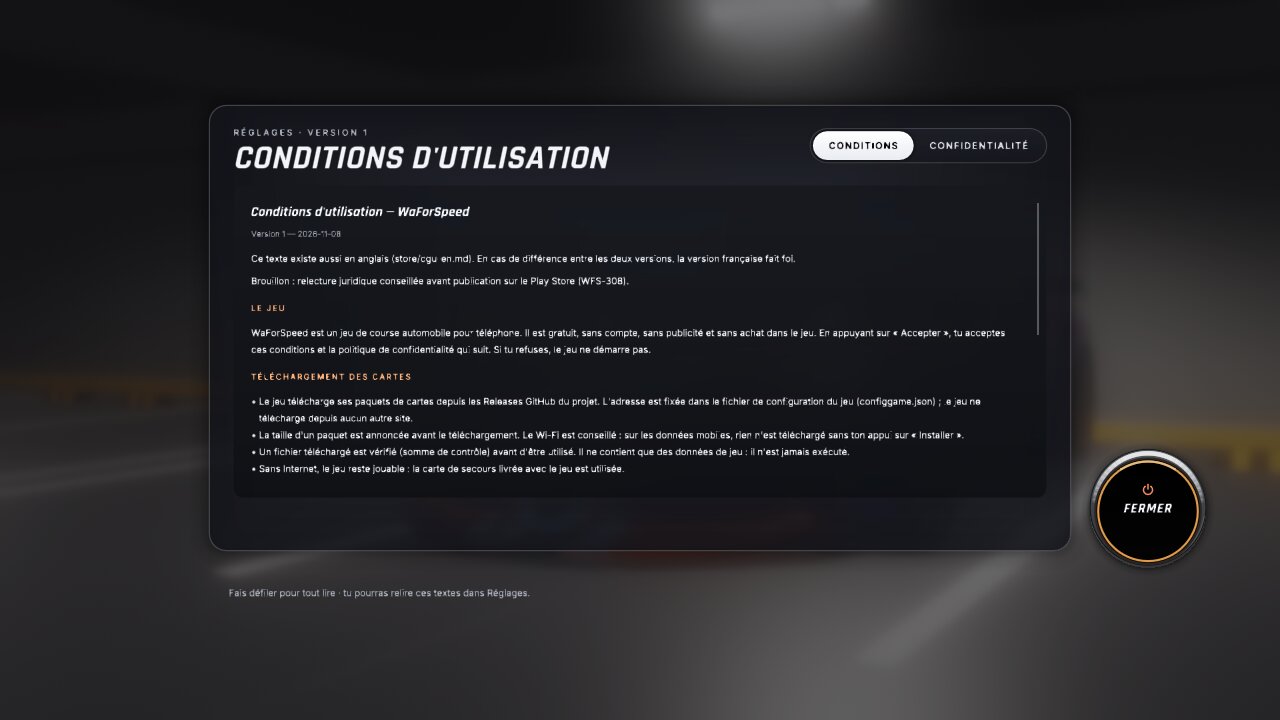 RÉGLAGES · VERSION 1
CONDITIONS D'UTILISATION
CONDITIONS
CONFIDENTIALITÉ
Conditions d'utilisation — WaForSpeed
Version 1 — 2026-11-08
Ce texte existe aussi en anglais (store/cgu-en.md). En cas de différence entre les deux versions, la version française fait foi.
Brouillon : relecture juridique conseillée avant publication sur le Play Store (WFS-308).
LE JEU
WaForSpeed est un jeu de course automobile pour téléphone. Il est gratuit, sans compte, sans publicité et sans achat dans le jeu. En appuyant sur « Accepter », tu acceptes
ces conditions et la politique de confidentialité qui suit. Si tu refuses, le jeu ne démarre pas.
TÉLÉCHARGEMENT DES CARTES
• Le jeu télécharge ses paquets de cartes depuis les Releases GitHub du projet. L'adresse est fixée dans le fichier de configuration du jeu (configgame.json) ; le jeu ne
télécharge depuis aucun autre site.
• La taille d'un paquet est annoncée avant le téléchargement. Le Wi-Fi est conseillé : sur les données mobiles, rien n'est téléchargé sans ton appui sur « Installer ».
• Un fichier téléchargé est vérifié (somme de contrôle) avant d'être utilisé. Il ne contient que des données de jeu : il n'est jamais exécuté.
• Sans Internet, le jeu reste jouable : la carte de secours livrée avec le jeu est utilisée.
FERMER
Fais défiler pour tout lire · tu pourras relire ces textes dans Réglages.